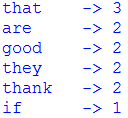 that -> 3
are -> 2
good -> 2
they -> 2
thank -> 2
if -> 1